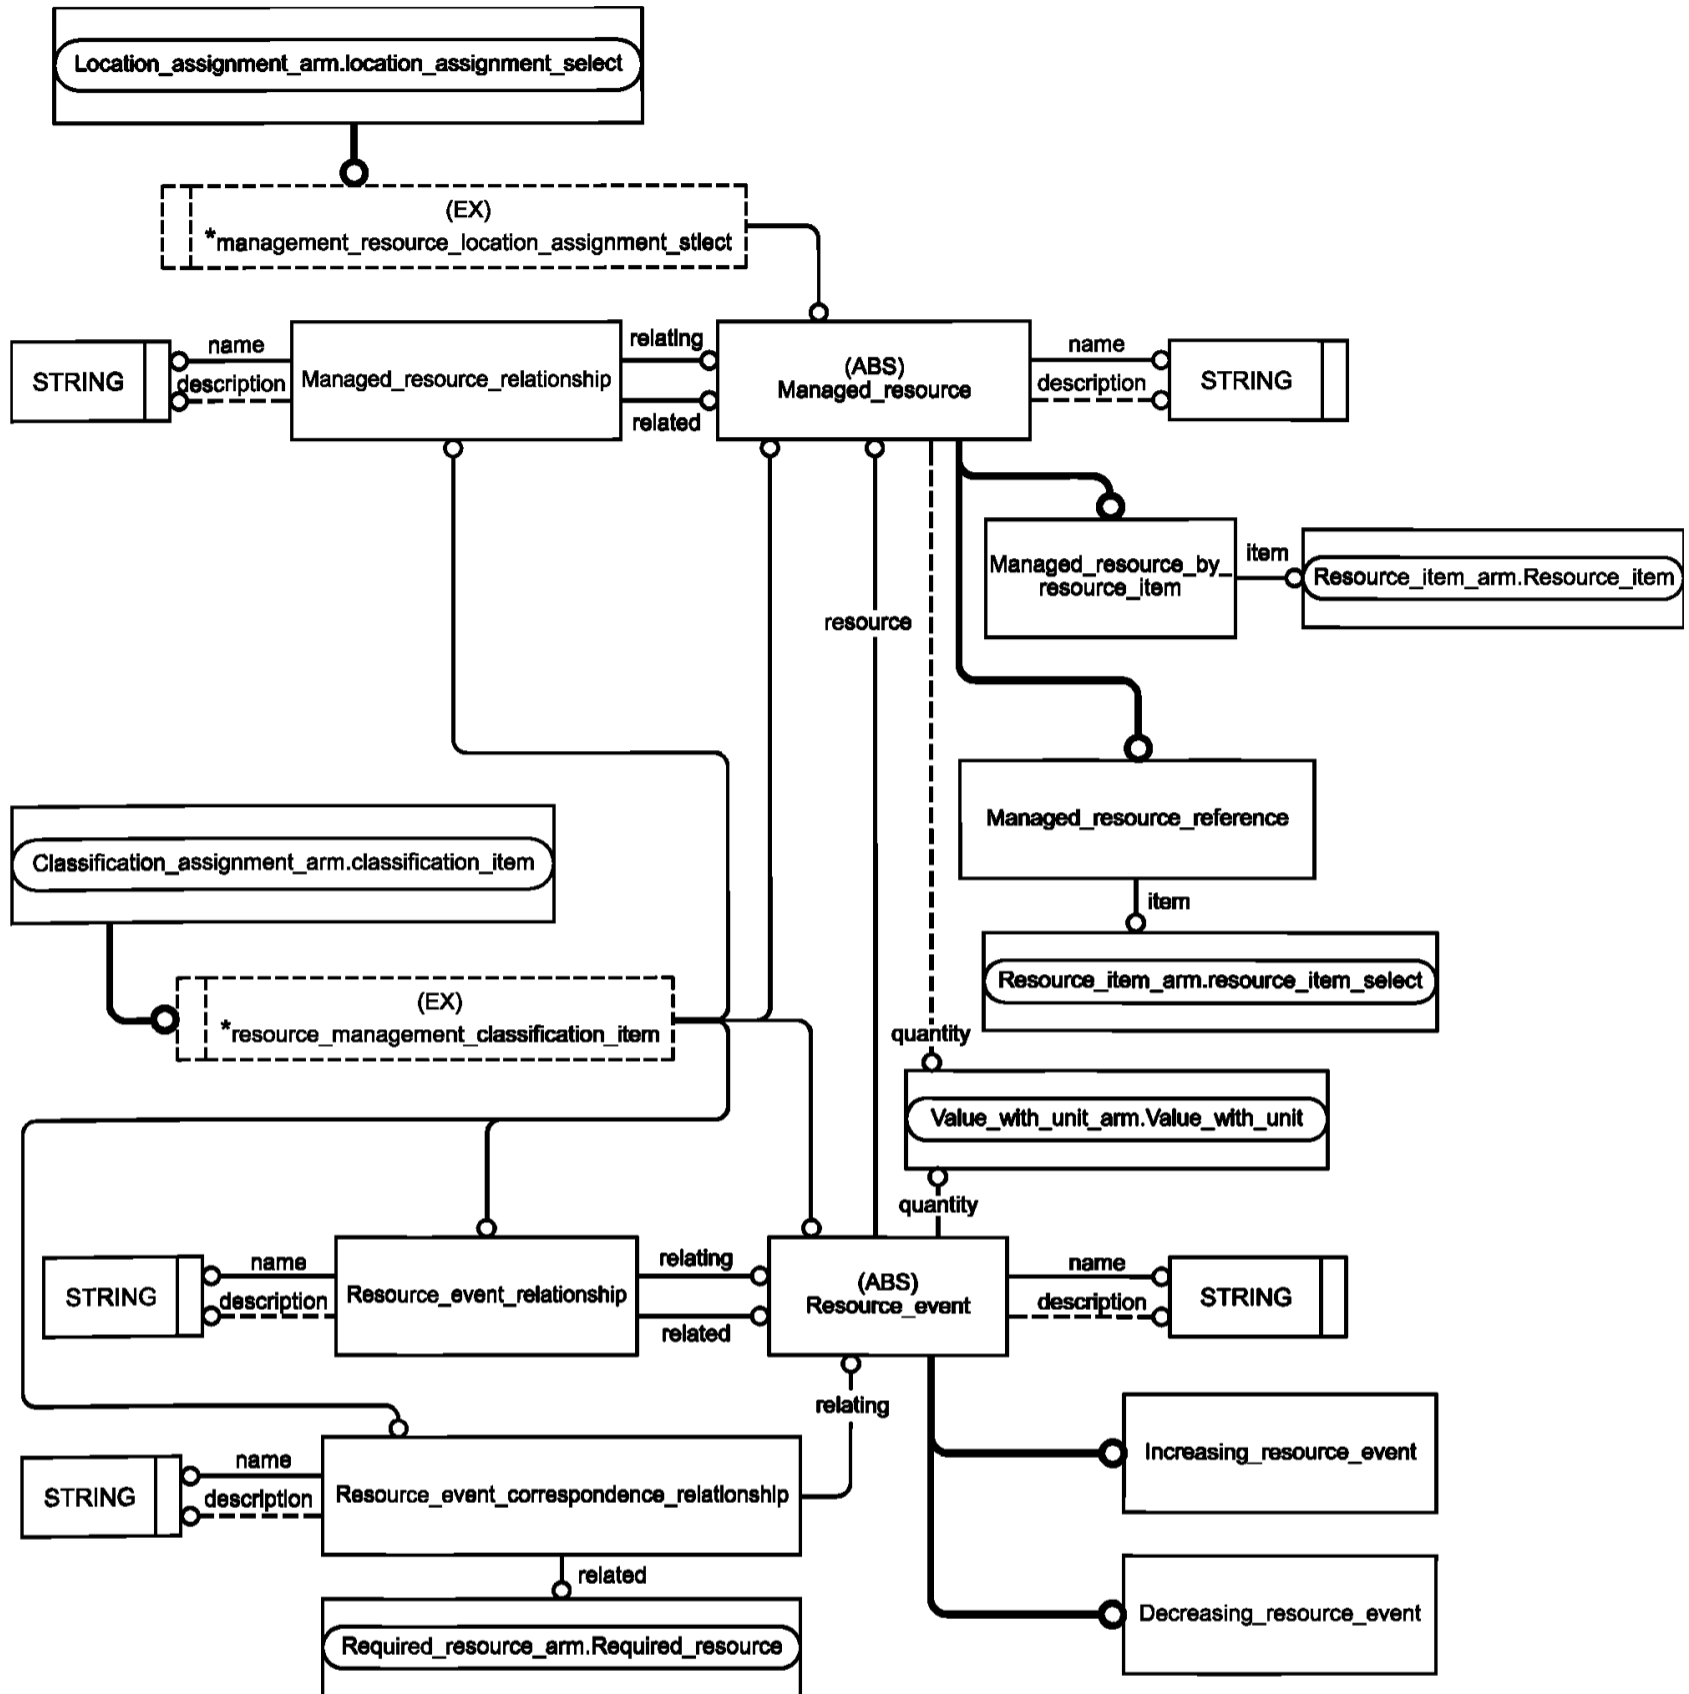 Location_assignment_arm.location_assignment_select
(EX)
*management_resource_location_assignment_stlect
STRING
name
description
Managed_resource_relationship
relating
related
(ABS)
Managed_resource
name
description
STRING
Managed_resource_by_
resource_item
item
Resource_item_arm.Resource_item
resource
Managed_resource_reference
item
Resource_item_arm.resource_item_select
Classification_assignment_arm.classification_item
(EX)
*resource_management_classification_item
quantity
Value_with_unit_arm.Value_with_unit
quantity
STRING
name
description
Resource_event_relationship
relating
related
(ABS)
Resource_event
name
description
STRING
relating
STRING
name
description
Resource_event_correspondence_relationship
related
Required_resource_arm.Required_resource
Increasing_resource_event
Decreasing_resource_event